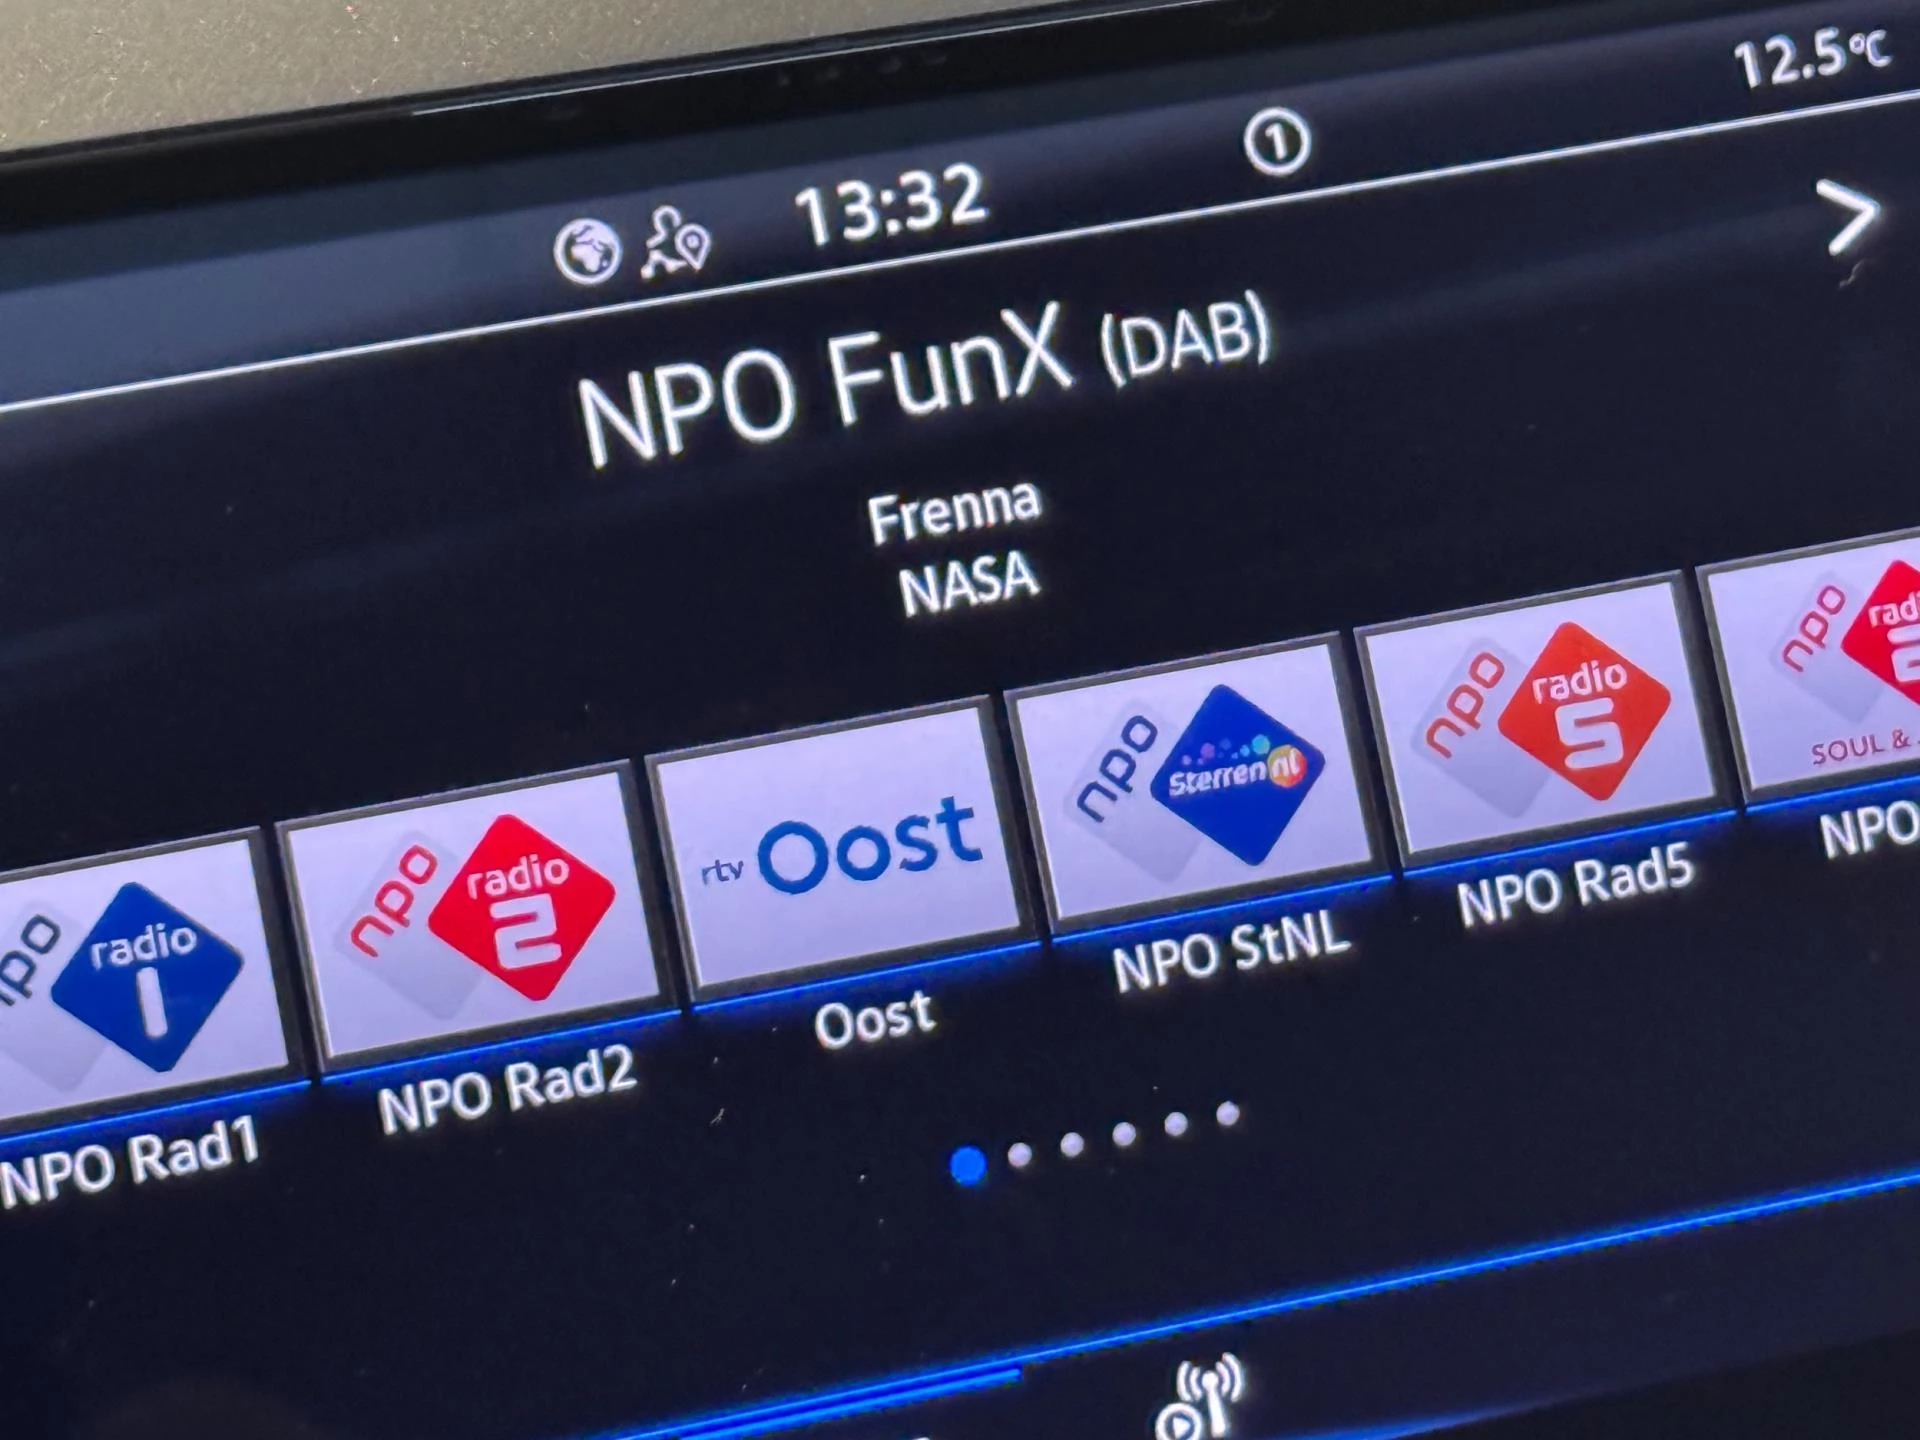 12.5°C
13:32
1
NPO FunX (DAB)
Frenna
NASA
npo radio 1
npo radio 2
rtv Oost
npo sterren nl
npo radio 5
npo
SOUL &
NPO Rad1
NPO Rad2
Oost
NPO StNL
NPO Rad5
NPO